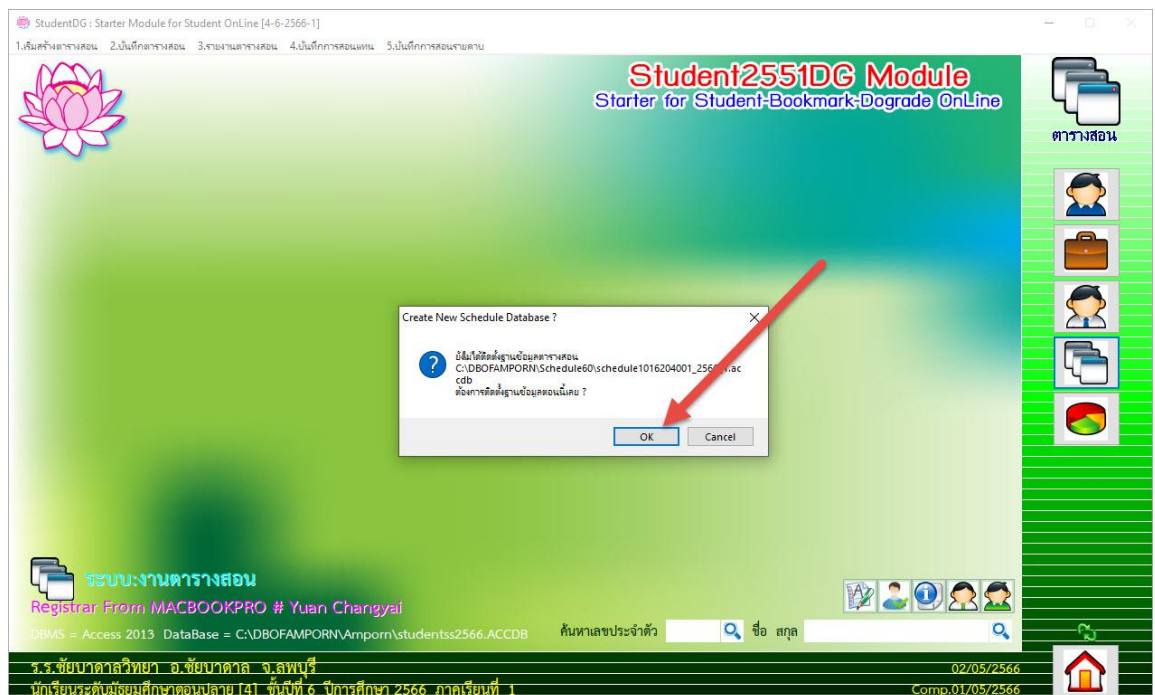 StudentDG : Starter Module for Student OnLine [4-6-2566-1]
1.เริ่มสร้างตารางสอน 2.บันทึกตารางสอน 3.รายงานตารางสอน 4.บันทึกการสอนแทน 5.บันทึกการสอนรายคาบ
Student2551DG Module
Starter for Student-Bookmark-Dograde OnLine
ตารางสอน
Create New Schedule Database ?
ยังไม่ได้ติดตั้งฐานข้อมูลตารางสอน
C:\DBOFAMPORN\Schedule60\schedule1016204001_256
.ac
cdb
ต้องการติดตั้งฐานข้อมูลตอนนี้เลย ?
OK Cancel
ระบบ:งานตารางสอน
Registrar From MACBOOKPRO # Yuan Changyai
DBMS = Access 2013 DataBase = C:\DBOFAMPORN\Amporn\studentss2566.ACCDB
ค้นหาเลขประจำตัว ชื่อ สกุล
ร.ร.ชัยบาดาลวิทยา อ.ชัยบาดาล จ.ลพบุรี 02/05/2566
นักเรียนระดับมัธยมศึกษาตอนปลาย [4] ชั้นปีที่ 6 ปีการศึกษา 2566 ภาคเรียนที่ 1 Comp.01/05/2566